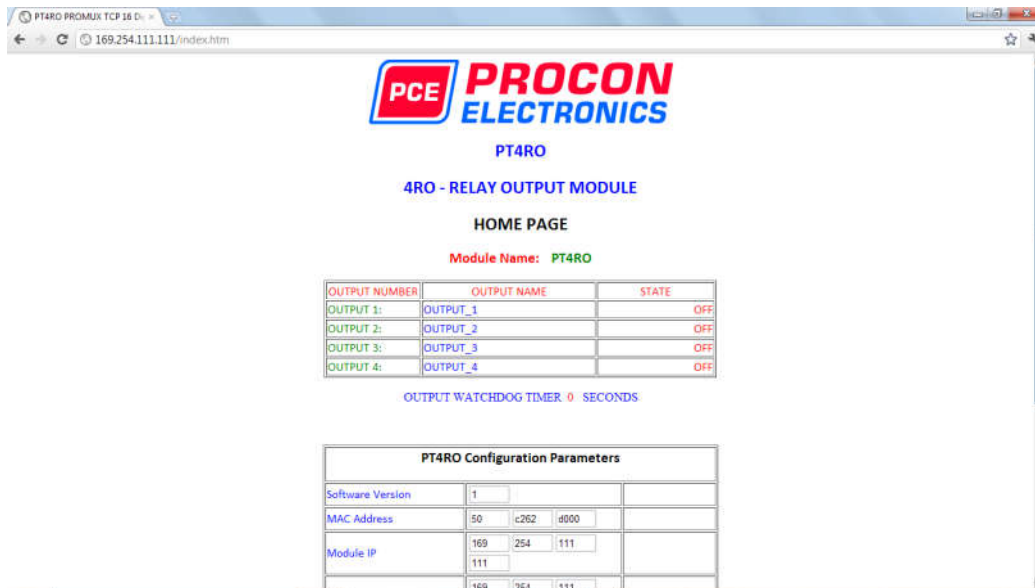 PT4RO PROMUX TCP 16 D
169.254.111.111/index.htm
PCE PROCON
ELECTRONICS
PT4RO
4RO - RELAY OUTPUT MODULE
HOME PAGE
Module Name: PT4RO
OUTPUT NUMBER OUTPUT NAME STATE
OUTPUT 1: OUTPUT_1 OFF
OUTPUT 2: OUTPUT_2 OFF
OUTPUT 3: OUTPUT_3 OFF
OUTPUT 4: OUTPUT_4 OFF
OUTPUT WATCHDOG TIMER 0 SECONDS
PT4RO Configuration Parameters
Software Version 1
MAC Address 50 c262 d000
Module IP 169 254 111
111
169 254 111